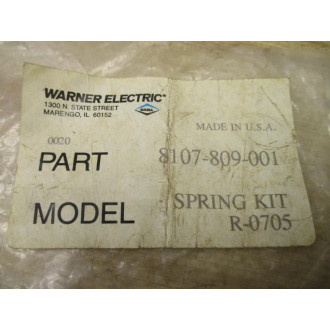 WARNER ELECTRIC
1300 N. STATE STREET
MARENGO, IL 60152
DANA
MADE IN U.S.A.
0020
PART 8107-809-001
MODEL SPRING KIT
R-0705